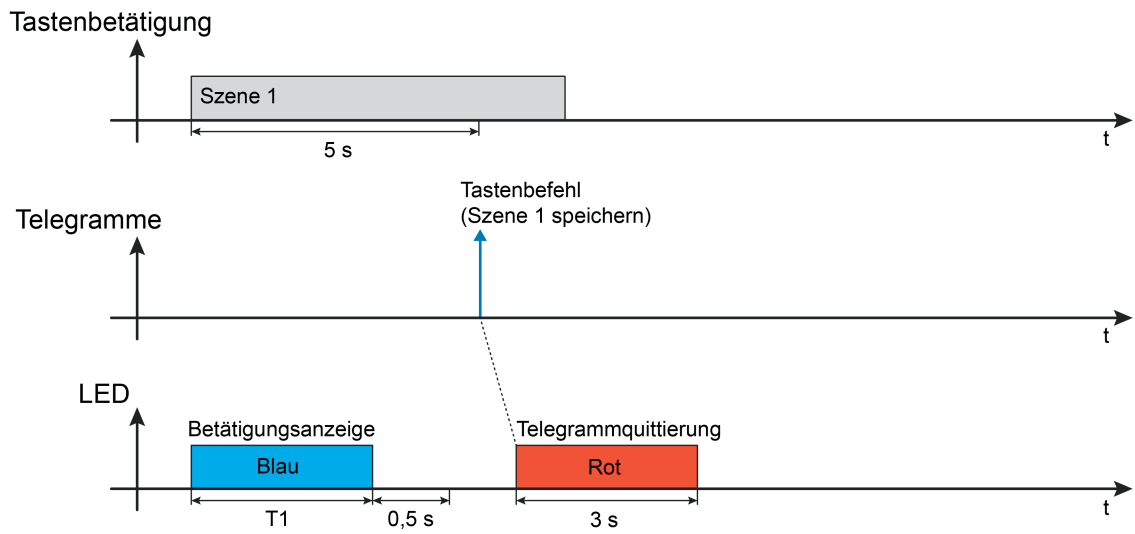 Tastenbetätigung
Szene 1
5 s
t
Tastenbefehl
(Szene 1 speichern)
Telegramme
t
LED
Betätigungsanzeige
Telegrammquittierung
Blau
Rot
t
T1
0,5 s
3 s